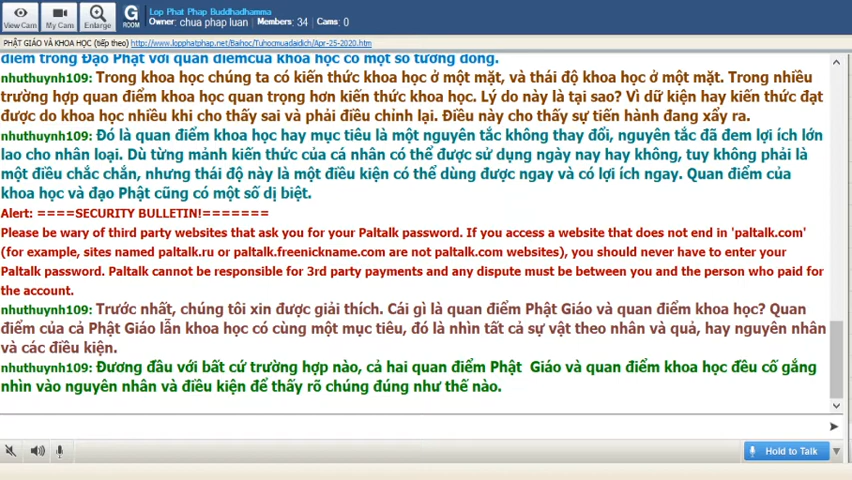 Lop Phat Phap Buddhadhamma
Owner: chua phap luan Members: 34 Cams: 0
View Cam My Cam Enlarge G ROOM
PHẬT GIÁO VÀ KHOA HỌC (tiếp theo) http://www.lopphatphap.net/Baihoc/Tuhocmuadaidich/Apr-25-2020.htm
điểm trong Đạo Phật với quan điểmcủa khoa học có một số tương đồng.
nhuthuynh109: Trong khoa học chúng ta có kiến thức khoa học ở một mặt, và thái độ khoa học ở một mặt. Trong nhiều
trường hợp quan điểm khoa học quan trọng hơn kiến thức khoa học. Lý do này là tại sao? Vì dữ kiện hay kiến thức đạt
được do khoa học nhiều khi cho thấy sai và phải điều chỉnh lại. Điều này cho thấy sự tiến hành đang xẩy ra.
nhuthuynh109: Đó là quan điểm khoa học hay mục tiêu là một nguyên tắc không thay đổi, nguyên tắc đã đem lợi ích lớn
lao cho nhân loại. Dù từng mảnh kiến thức của cá nhân có thể được sử dụng ngày nay hay không, tuy không phải là
một điều chắc chắn, nhưng thái độ này là một điều kiện có thể dùng được ngay và có lợi ích ngay. Quan điểm của
khoa học và đạo Phật cũng có một số dị biệt.
Alert: ====SECURITY BULLETIN!=======
Please be wary of third party websites that ask you for your Paltalk password. If you access a website that does not end in 'paltalk.com'
(for example, sites named paltalk.ru or paltalk.freenickname.com are not paltalk.com websites), you should never have to enter your
Paltalk password. Paltalk cannot be responsible for 3rd party payments and any dispute must be between you and the person who paid for
the account.
nhuthuynh109: Trước nhất, chúng tôi xin được giải thích. Cái gì là quan điểm Phật Giáo và quan điểm khoa học? Quan
điểm của cả Phật Giáo lẫn khoa học có cùng một mục tiêu, đó là nhìn tất cả sự vật theo nhân và quả, hay nguyên nhân
và các điều kiện.
nhuthuynh109: Đương đầu với bất cứ trường hợp nào, cả hai quan điểm Phật Giáo và quan điểm khoa học đều cố gắng
nhìn vào nguyên nhân và điều kiện để thấy rõ chúng đúng như thế nào.
Hold to Talk